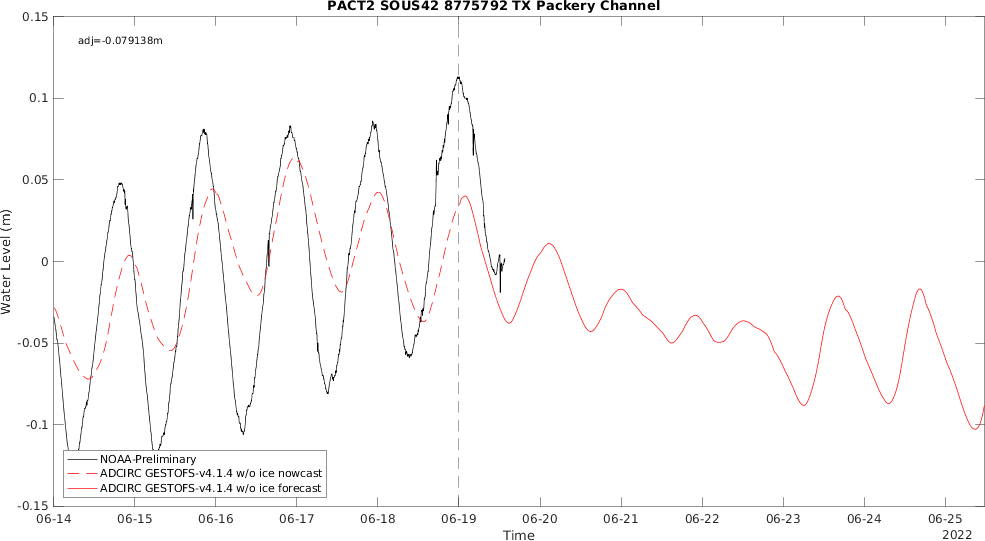 PACT2 SOUS42 8775792 TX Packery Channel
0.15
adj=-0.079138m
0.1
0.05
0
-0.05
-0.1
-0.15
Water Level (m)
NOAA-Preliminary
ADCIRC GESTOFS-v4.1.4 w/o ice nowcast
ADCIRC GESTOFS-v4.1.4 w/o ice forecast
06-14 06-15 06-16 06-17 06-18 06-19 06-20 06-21 06-22 06-23 06-24 06-25
Time
2022